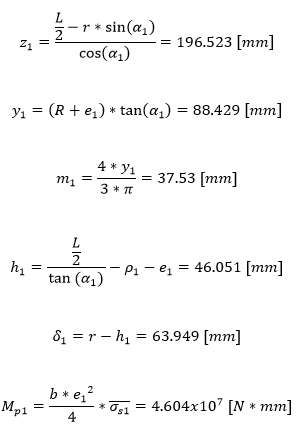 z₁ = (L/2 − r * sin(α₁)) / cos(α₁) = 196.523 [mm]
y₁ = (R + e₁) * tan(α₁) = 88.429 [mm]
m₁ = (4 * y₁) / (3 * π) = 37.53 [mm]
h₁ = (L/2) / tan (α₁) − ρ₁ − e₁ = 46.051 [mm]
δ₁ = r − h₁ = 63.949 [mm]
Mₚ₁ = (b * e₁²) / 4 * σ̅ₛ₁ = 4.604x10⁷ [N * mm]